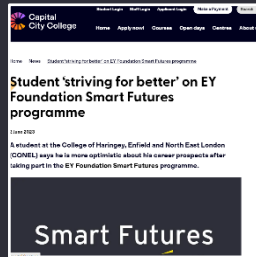 Student Login Staff Login Applicant Login Make a Payment
Capital
City College
Home Apply now! Courses Open days Centres About
Home News Student 'striving for better' on EY Foundation Smart Futures programme
Student 'striving for better' on EY
Foundation Smart Futures
programme
June 2023
A student at the College of Haringey, Enfield and North East London
(CONEL) says he is more optimistic about his career prospects after
taking part in the EY Foundation Smart Futures programme.
Smart Futures